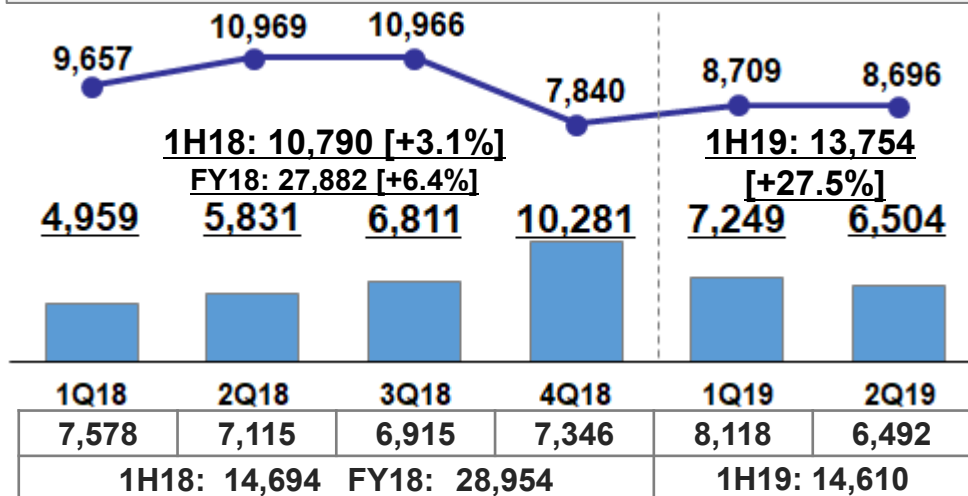 10,969 10,966
9,657 8,709 8,696
7,840
1H18: 10,790 [+3.1%] 1H19: 13,754
FY18: 27,882 [+6.4%] [+27.5%]
4,959 5,831 6,811 10,281 7,249 6,504
1Q18 2Q18 3Q18 4Q18 1Q19 2Q19
7,578 7,115 6,915 7,346 8,118 6,492
1H18: 14,694 FY18: 28,954 1H19: 14,610